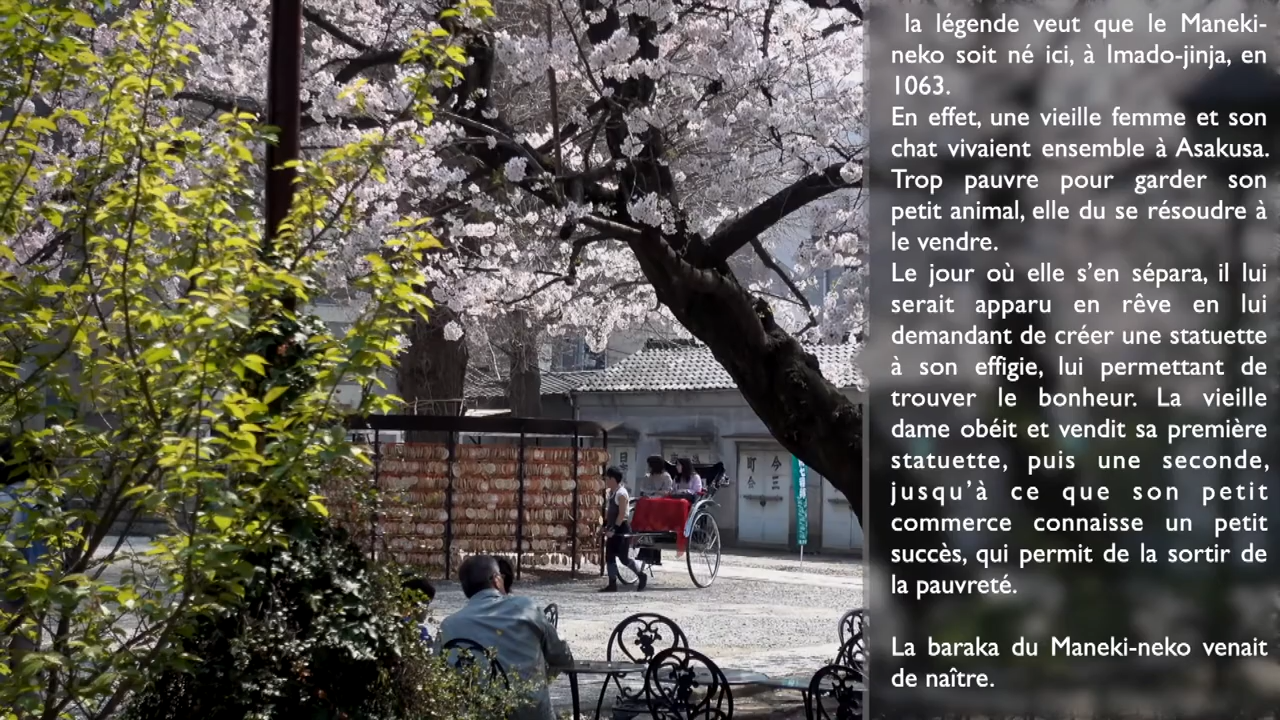 la légende veut que le Maneki-
neko soit né ici, à Imado-jinja, en
1063.
En effet, une vieille femme et son
chat vivaient ensemble à Asakusa.
Trop pauvre pour garder son
petit animal, elle du se résoudre à
le vendre.
Le jour où elle s’en sépara, il lui
serait apparu en rêve en lui
demandant de créer une statuette
à son effigie, lui permettant de
trouver le bonheur. La vieille
dame obéit et vendit sa première
statuette, puis une seconde,
jusqu’à ce que son petit
commerce connaisse un petit
succès, qui permit de la sortir de
la pauvreté.
La baraka du Maneki-neko venait
de naître.
今三
町会